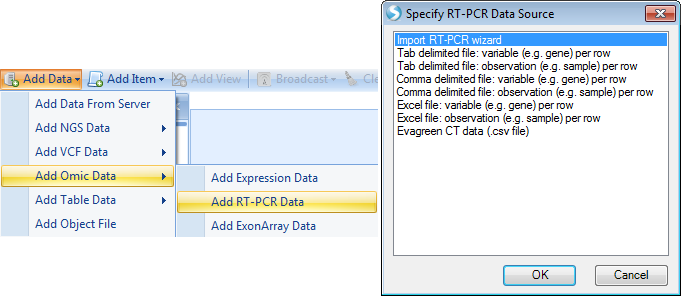 Add Data
Add Item
Add View
Broadcast
Add Data From Server
Add NGS Data
Add VCF Data
Add Omic Data
Add Table Data
Add Object File
Add Expression Data
Add RT-PCR Data
Add ExonArray Data
Specify RT-PCR Data Source
Import RT-PCR wizard
Tab delimited file: variable (e.g. gene) per row
Tab delimited file: observation (e.g. sample) per row
Comma delimited file: variable (e.g. gene) per row
Comma delimited file: observation (e.g. sample) per row
Excel file: variable (e.g. gene) per row
Excel file: observation (e.g. sample) per row
Evagreen CT data (.csv file)
OK
Cancel